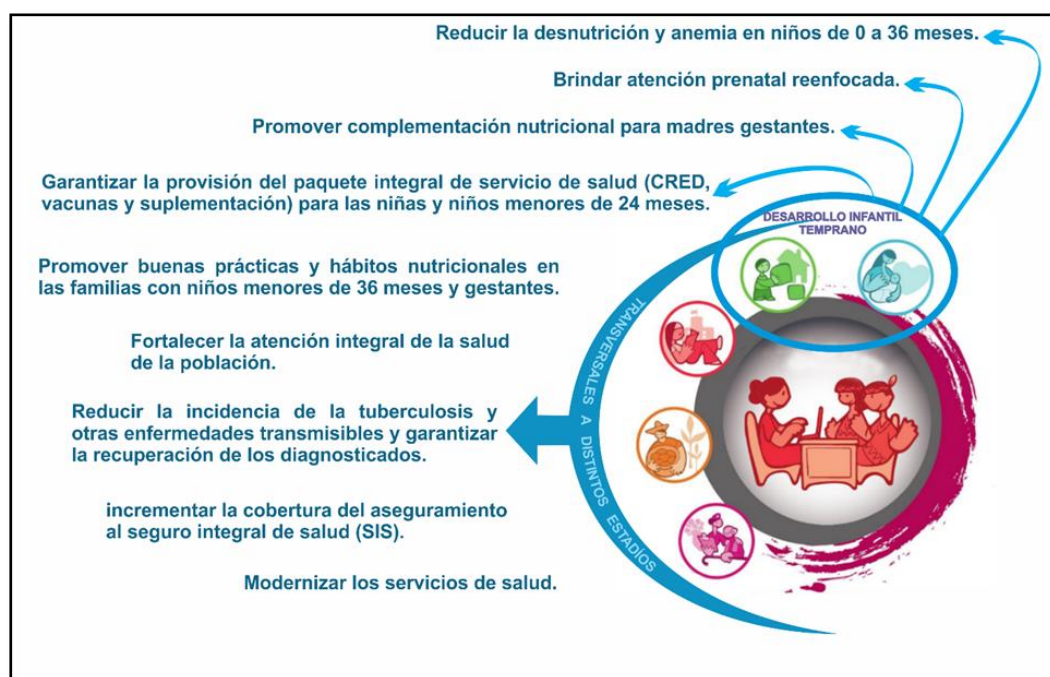 Reducir la desnutrición y anemia en niños de 0 a 36 meses.
Brindar atención prenatal reenfocada.
Promover complementación nutricional para madres gestantes.
Garantizar la provisión del paquete integral de servicio de salud (CRED,
vacunas y suplementación) para las niñas y niños menores de 24 meses.
DESARROLLO INFANTIL
TEMPRANO
Promover buenas prácticas y hábitos nutricionales en
las familias con niños menores de 36 meses y gestantes.
Fortalecer la atención integral de la salud
de la población.
Reducir la incidencia de la tuberculosis y
otras enfermedades transmisibles y garantizar
la recuperación de los diagnosticados.
incrementar la cobertura del aseguramiento
al seguro integral de salud (SIS).
Modernizar los servicios de salud.
TRANSVERSALES A DISTINTOS ESTADÍOS